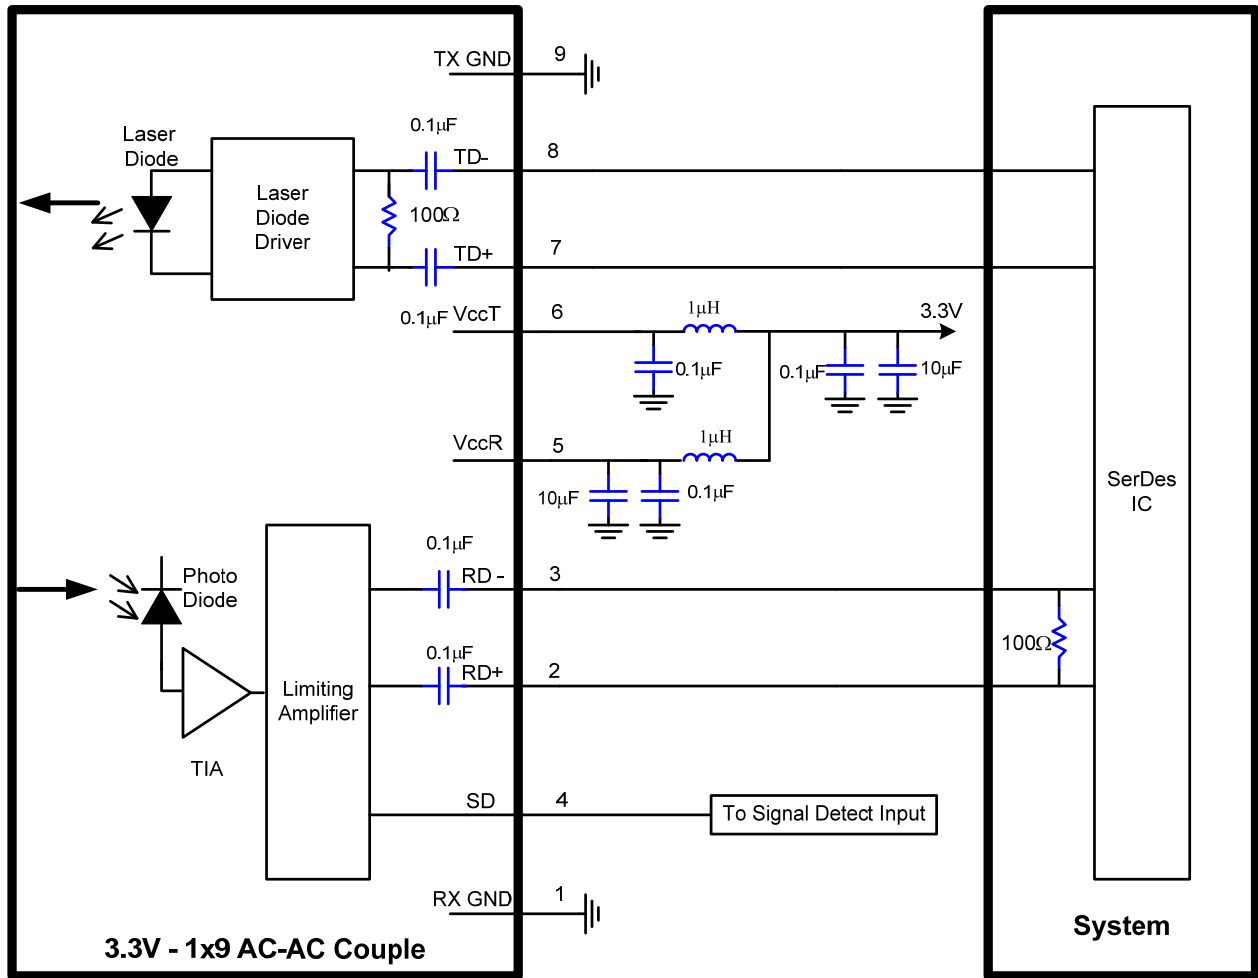 TX GND
9
0.1µF
Laser
Diode
TD-
8
Laser
Diode
Driver
100Ω
TD+
7
0.1µF
VccT
6
1µH
3.3V
0.1µF
0.1µF
10µF
VccR
5
1µH
10µF
0.1µF
SerDes
IC
0.1µF
RD -
3
Photo
Diode
100Ω
0.1µF
RD+
2
Limiting
Amplifier
TIA
SD
4
To Signal Detect Input
RX GND
1
System
3.3V - 1x9 AC-AC Couple